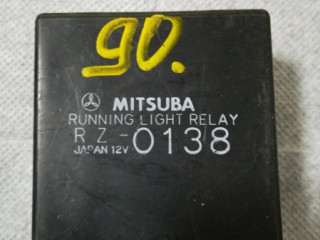 90.
MITSUBA
RUNNING LIGHT RELAY
RZ-0138
JAPAN 12V